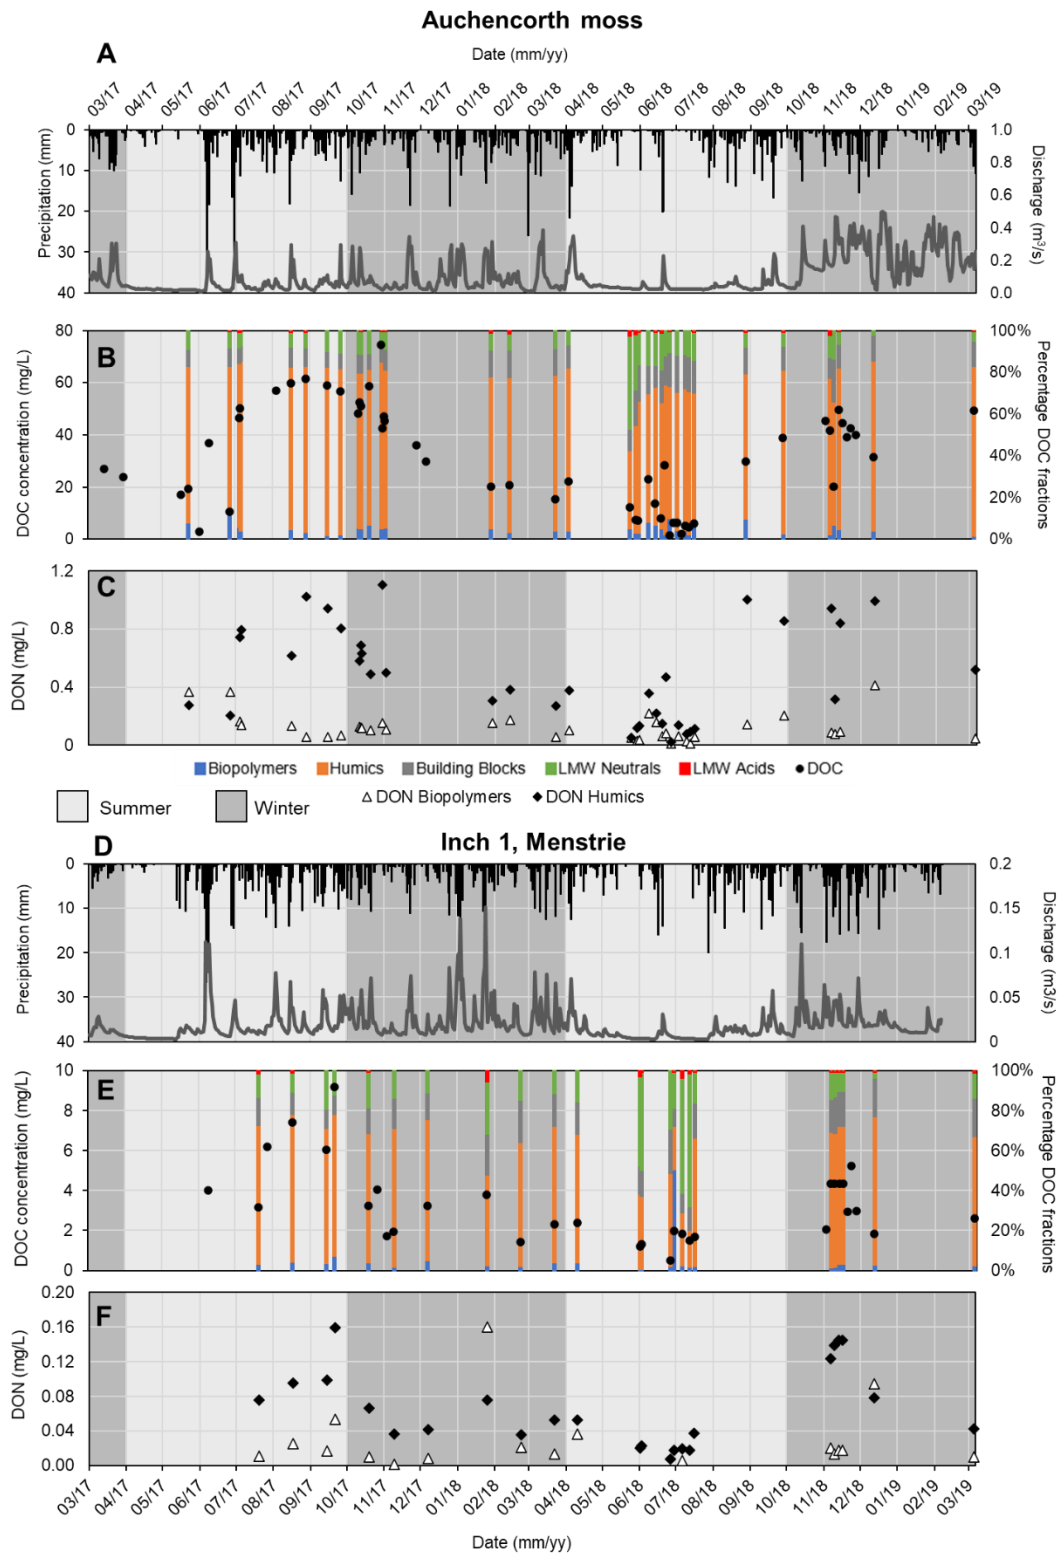 Auchencorth moss
A
Date (mm/yy)
03/17 04/17 05/17 06/17 07/17 08/17 09/17 10/17 11/17 12/17 01/18 02/18 03/18 04/18 05/18 06/18 07/18 08/18 09/18 10/18 11/18 12/18 01/19 02/19 03/19
Precipitation (mm)
0
10
20
30
40
1.0
0.8
0.6
0.4
0.2
0.0
Discharge (m³/s)
B
DOC concentration (mg/L)
80
60
40
20
0
100%
80%
60%
40%
20%
0%
Percentage DOC fractions
C
DON (mg/L)
1.2
0.8
0.4
0
Biopolymers Humics Building Blocks LMW Neutrals LMW Acids DOC
Summer Winter DON Biopolymers DON Humics
D
Inch 1, Menstrie
Precipitation (mm)
0
10
20
30
40
0.2
0.15
0.1
0.05
0
Discharge (m3/s)
E
DOC concentration (mg/L)
10
8
6
4
2
0
100%
80%
60%
40%
20%
0%
Percentage DOC fractions
F
DON (mg/L)
0.20
0.16
0.12
0.08
0.04
0.00
03/17 04/17 05/17 06/17 07/17 08/17 09/17 10/17 11/17 12/17 01/18 02/18 03/18 04/18 05/18 06/18 07/18 08/18 09/18 10/18 11/18 12/18 01/19 02/19 03/19
Date (mm/yy)